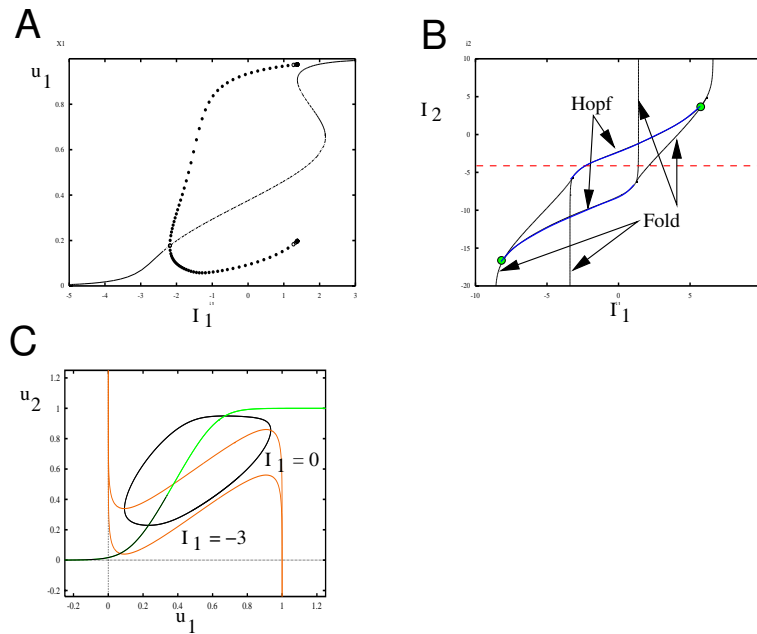 A
X1
u1
0.8
0.6
0.4
0.2
0
-5 -4 -3 -2 -1 0 1 2 3
I1
B
i2
I2
10
5
0
-5
-10
-15
-20
Hopf
Fold
-10 -5 0 5
I1
C
u2
1.2
1
0.8
0.6
0.4
0.2
0
-0.2
I1 = 0
I1 = −3
-0.2 0 0.2 0.4 0.6 0.8 1 1.2
u1